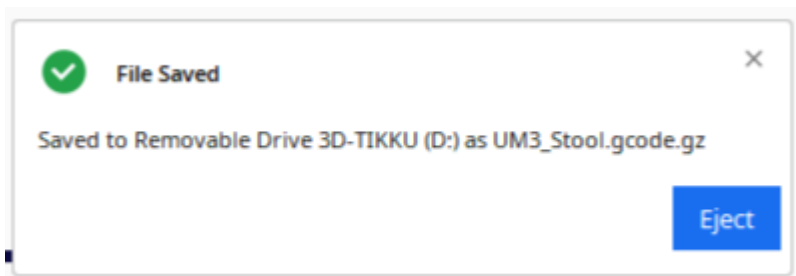 File Saved
Saved to Removable Drive 3D-TIKKU (D:) as UM3_Stool.gcode.gz
Eject